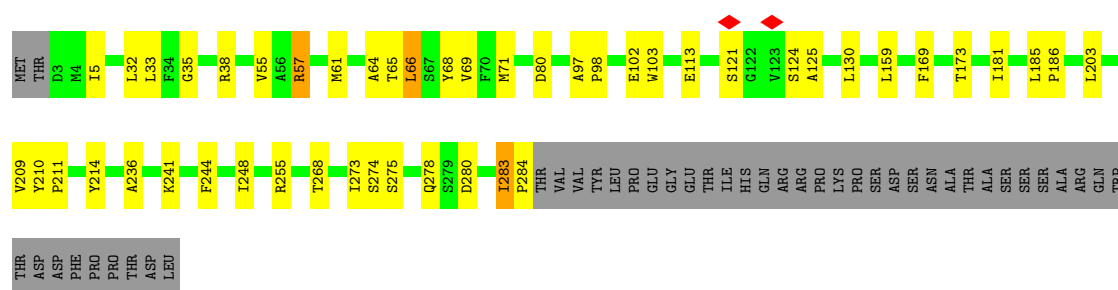 MET THR D3 M4 I5 L32 L33 F34 G35 R38 V55 A56 R57 M61 A64 T65 L66 S67 Y68 V69 F70 M71 D80 A97 P98 E102 W103 E113 S121 G122 V123 S124 A125 L130 L159 F169 T173 I181 L185 P186 L203
V209 Y210 P211 Y214 A236 K241 F244 I248 R255 T268 I273 S274 S275 Q278 S279 D280 I283 P284 THR VAL VAL TYR LEU PRO GLU GLY GLU THR ILE HIS GLN ARG ARG PRO LYS PRO SER ASP SER ASN ALA THR ALA SER SER SER ALA ARG GLN TRP
THR ASP ASP PHE PRO PRO THR ASP LEU